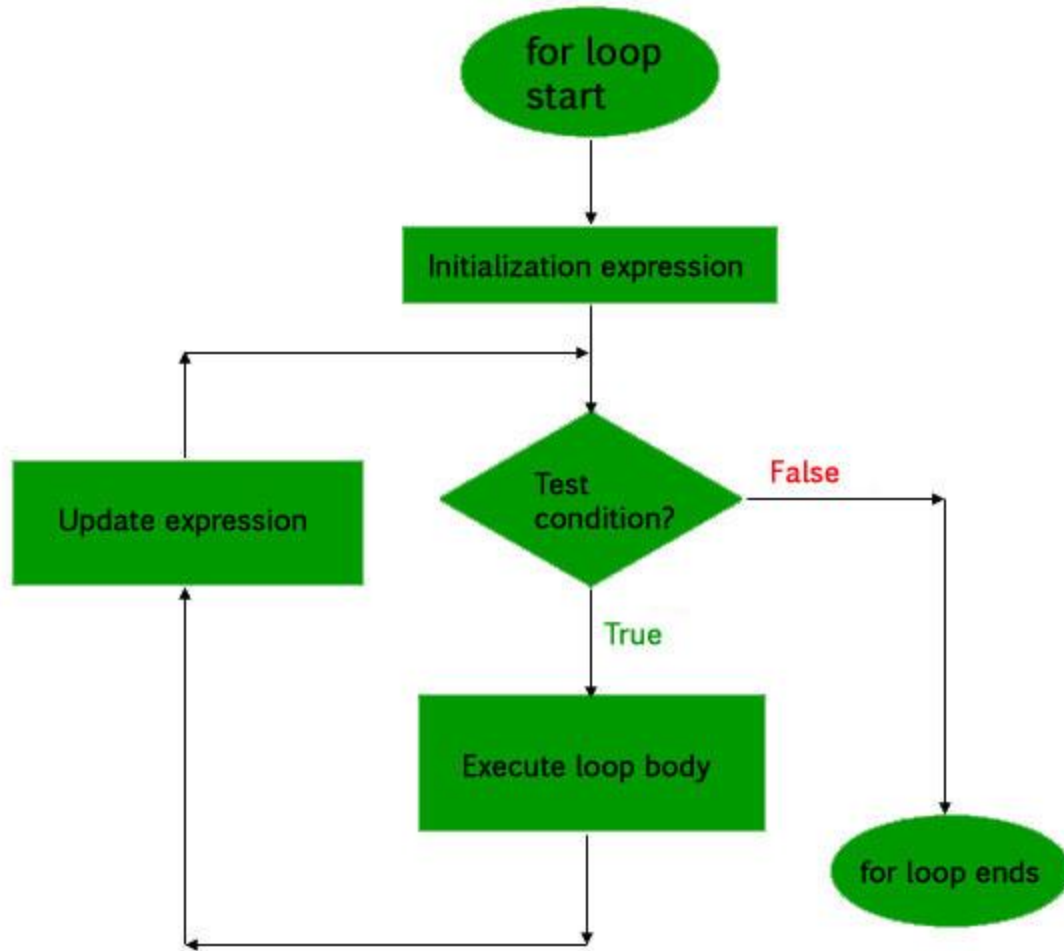 for loop
start
Initialization expression
Update expression
Test
condition?
False
True
Execute loop body
for loop ends